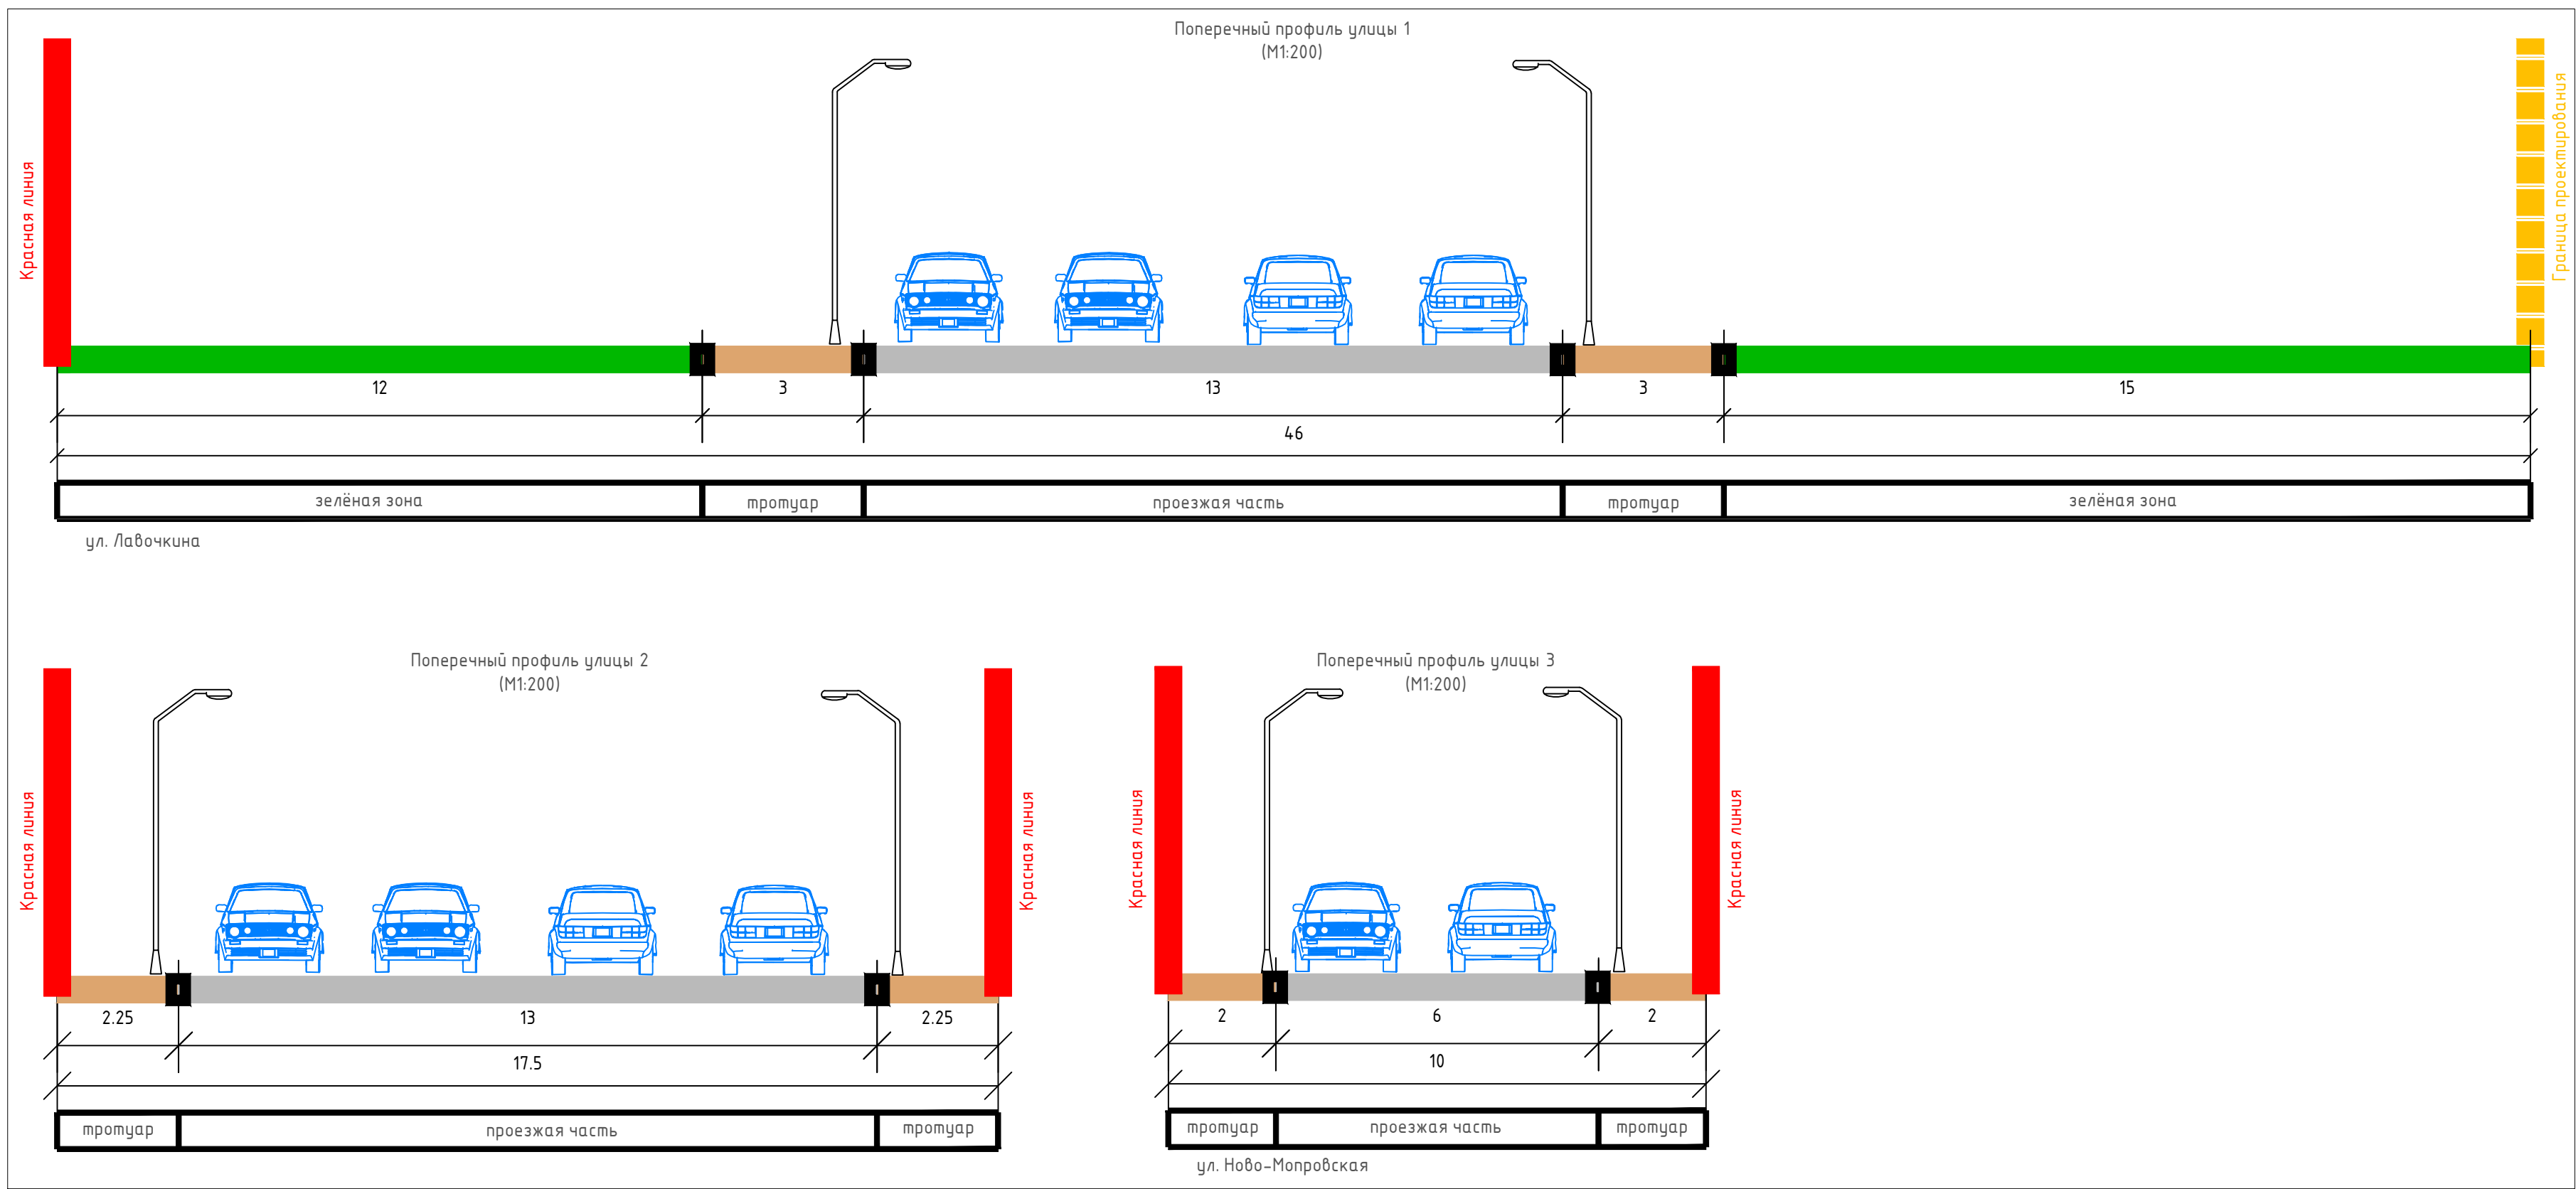 Поперечный профиль улицы 1
(М1:200)
Красная линия
Граница проектирования
12
3
13
3
15
46
зелёная зона
тротуар
проезжая часть
тротуар
зелёная зона
ул. Лавочкина
Поперечный профиль улицы 2
(М1:200)
Красная линия
Красная линия
2.25
13
2.25
17.5
тротуар
проезжая часть
тротуар
Поперечный профиль улицы 3
(М1:200)
Красная линия
Красная линия
2
6
2
10
тротуар
проезжая часть
тротуар
ул. Ново-Мопровская